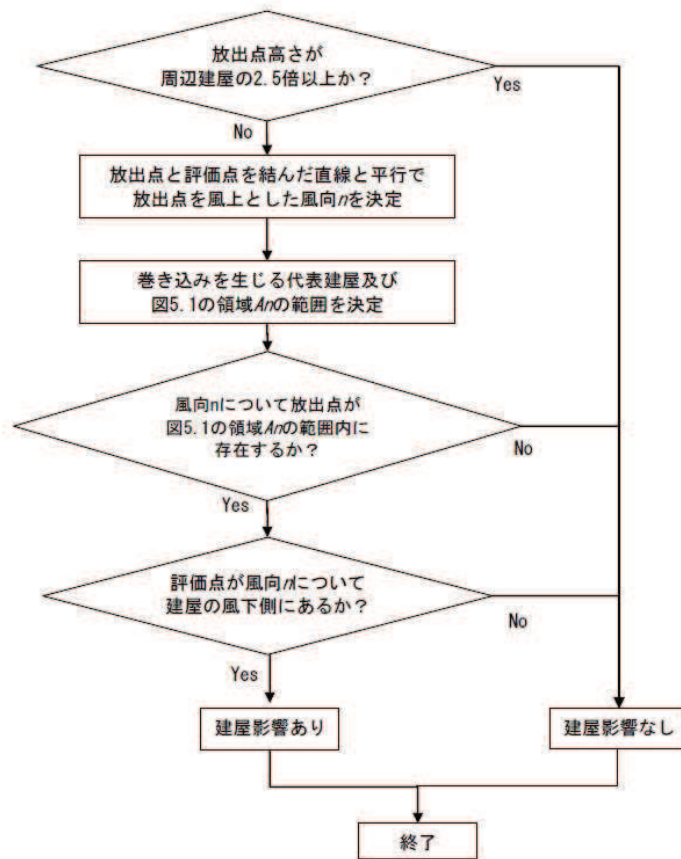 放出点高さが
周辺建屋の2.5倍以上か？
Yes
No
放出点と評価点を結んだ直線と平行で
放出点を風上とした風向nを決定
巻き込みを生じる代表建屋及び
図5.1の領域Anの範囲を決定
風向nについて放出点が
図5.1の領域Anの範囲内に
存在するか？
No
Yes
評価点が風向nについて
建屋の風下側にあるか？
No
Yes
建屋影響あり
建屋影響なし
終了